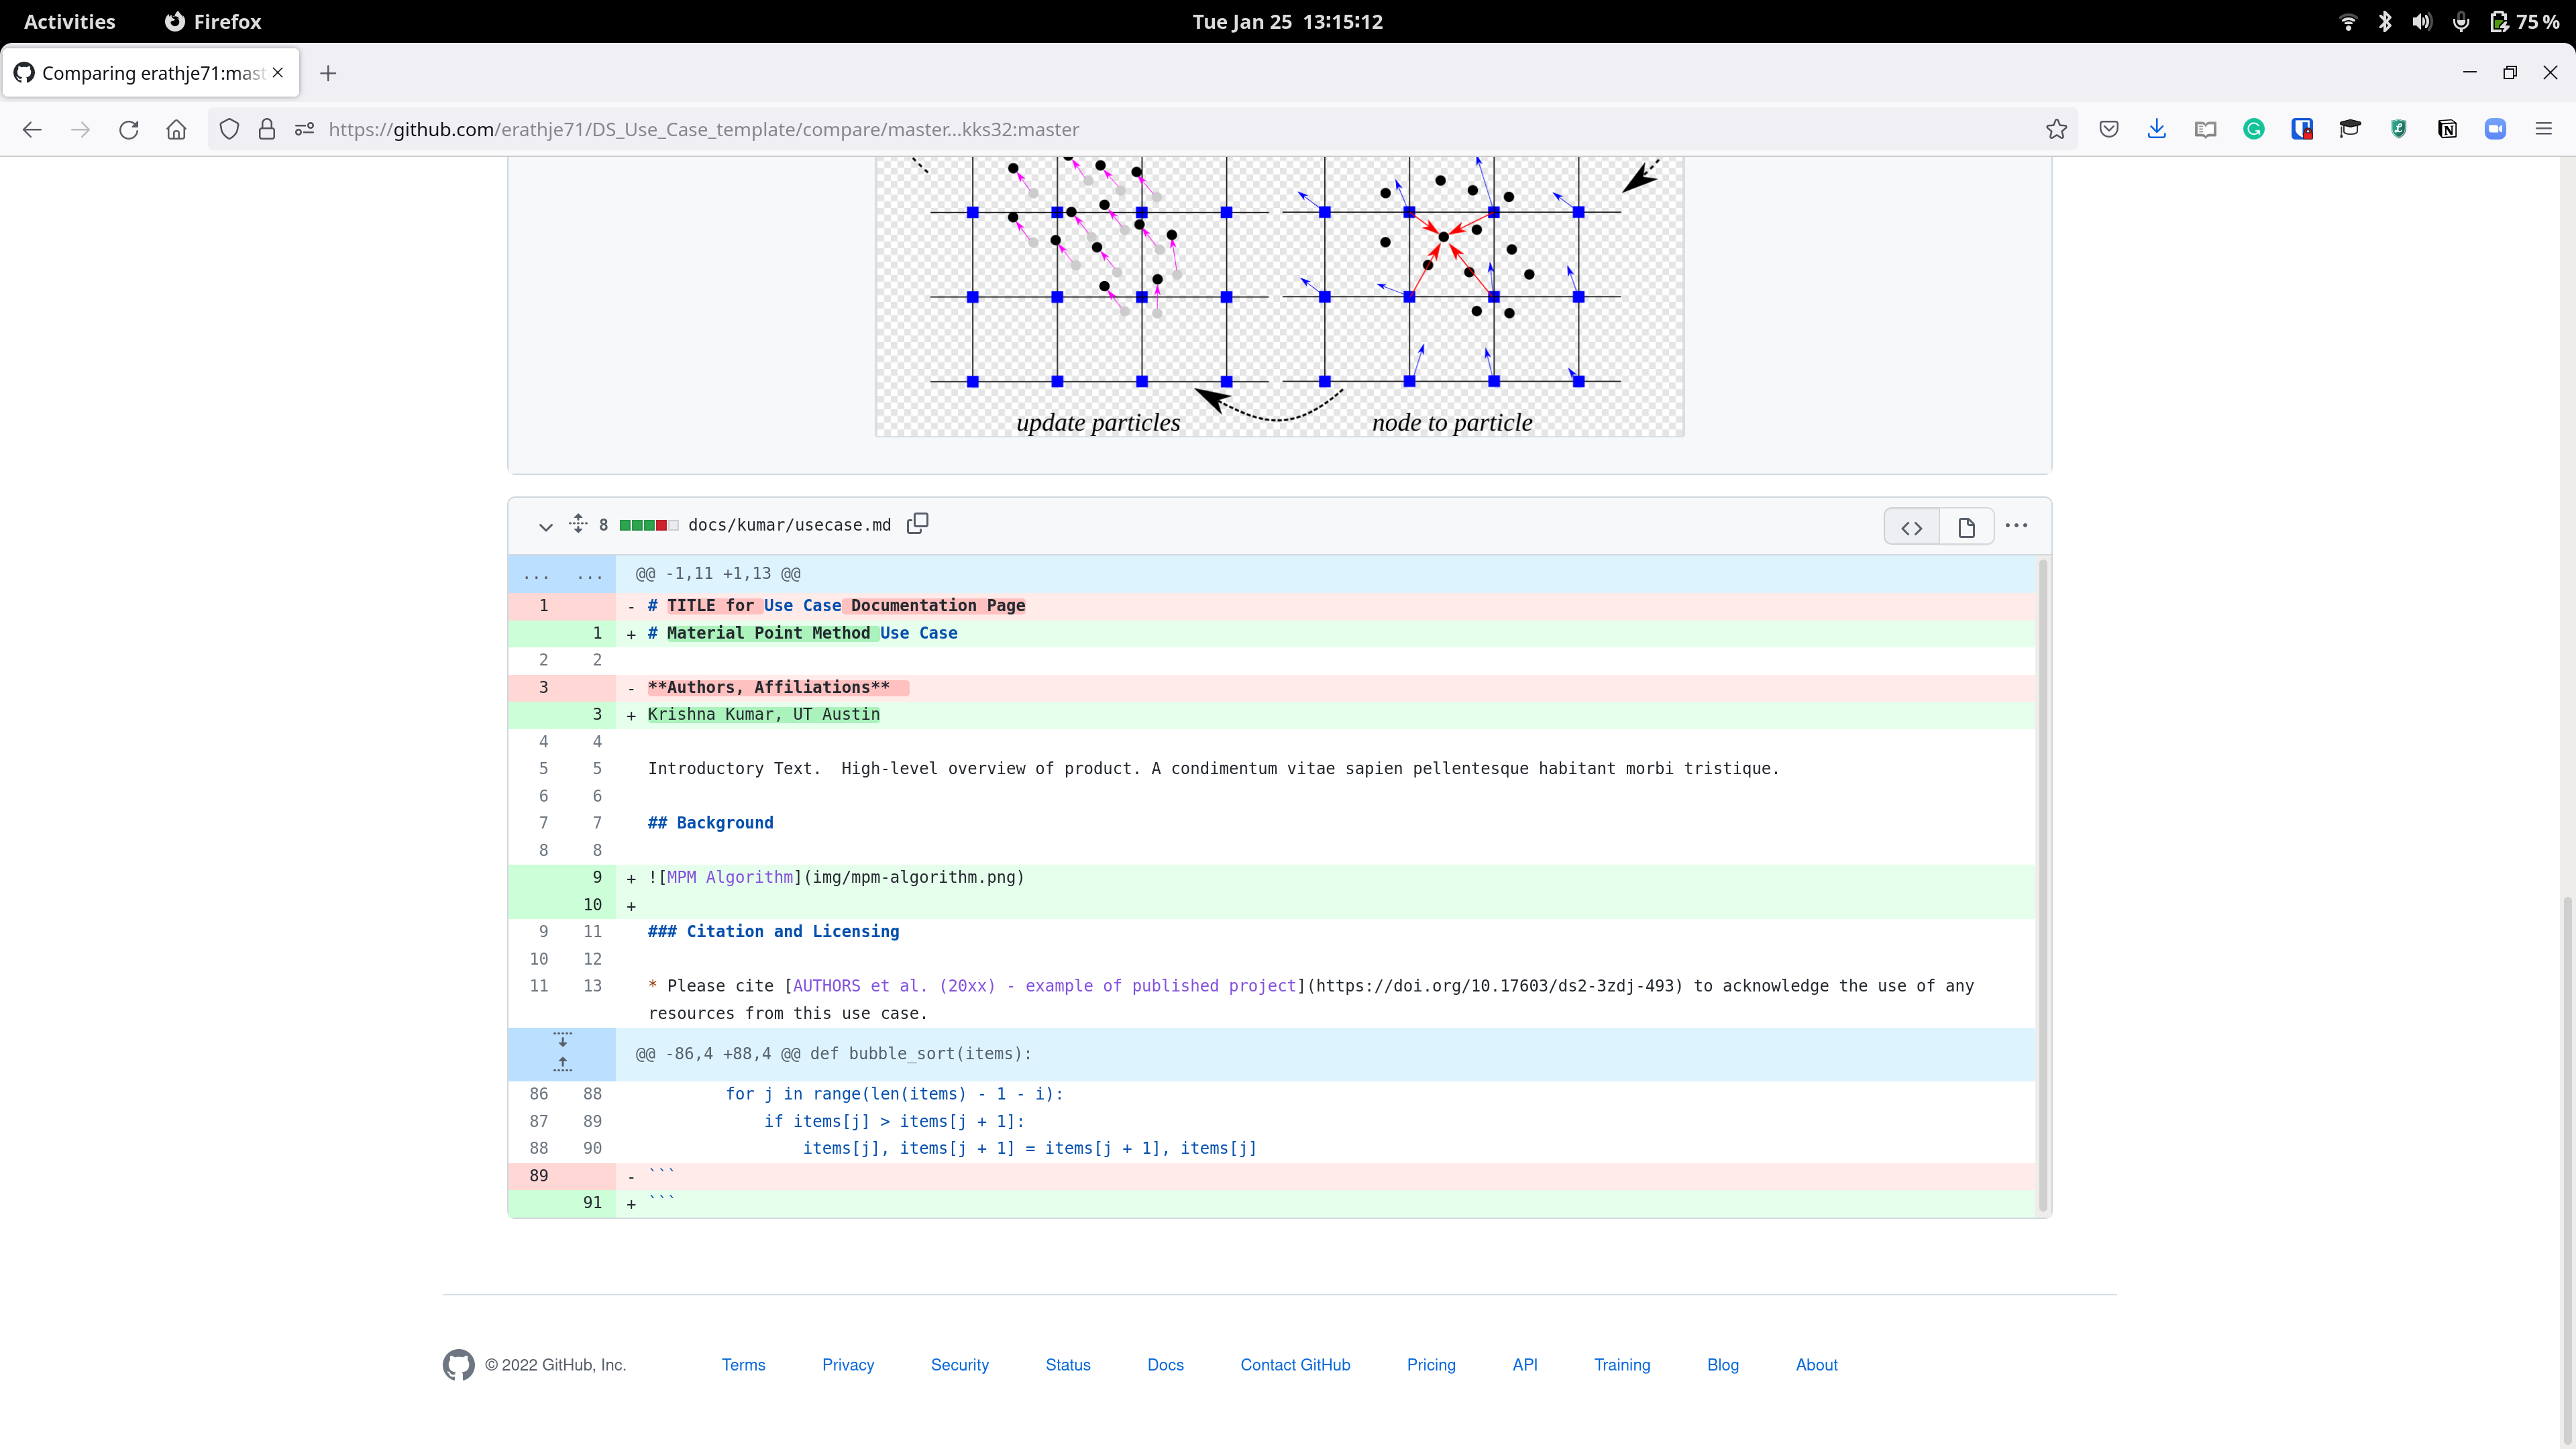 Activities Firefox Tue Jan 25 13:15:12 75 %
Comparing erathje71:mast
https://github.com/erathje71/DS_Use_Case_template/compare/master...kks32:master
update particles node to particle
8 docs/kumar/usecase.md
... ... @@ -1,11 +1,13 @@
1 - # TITLE for Use Case Documentation Page
1 + # Material Point Method Use Case
2 2
3 - **Authors, Affiliations**
3 + Krishna Kumar, UT Austin
4 4
5 5 Introductory Text.  High-level overview of product. A condimentum vitae sapien pellentesque habitant morbi tristique.
6 6
7 7 ## Background
8 8
9 + ![MPM Algorithm](img/mpm-algorithm.png)
10 +
9 11 ### Citation and Licensing
10 12
11 13 * Please cite [AUTHORS et al. (20xx) - example of published project](https://doi.org/10.17603/ds2-3zdj-493) to acknowledge the use of any
resources from this use case.
@@ -86,4 +88,4 @@ def bubble_sort(items):
86 88 for j in range(len(items) - 1 - i):
87 89 if items[j] > items[j + 1]:
88 90 items[j], items[j + 1] = items[j + 1], items[j]
89 - ```
91 + ```
© 2022 GitHub, Inc. Terms Privacy Security Status Docs Contact GitHub Pricing API Training Blog About